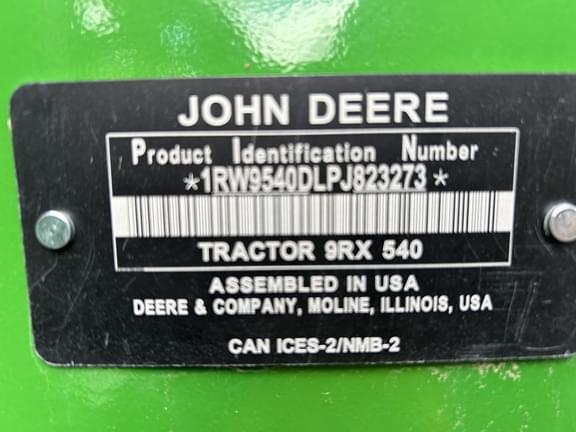 JOHN DEERE
Product Identification Number
*1RW9540DLPJ823273*
TRACTOR 9RX 540
ASSEMBLED IN USA
DEERE & COMPANY, MOLINE, ILLINOIS, USA
CAN ICES-2/NMB-2